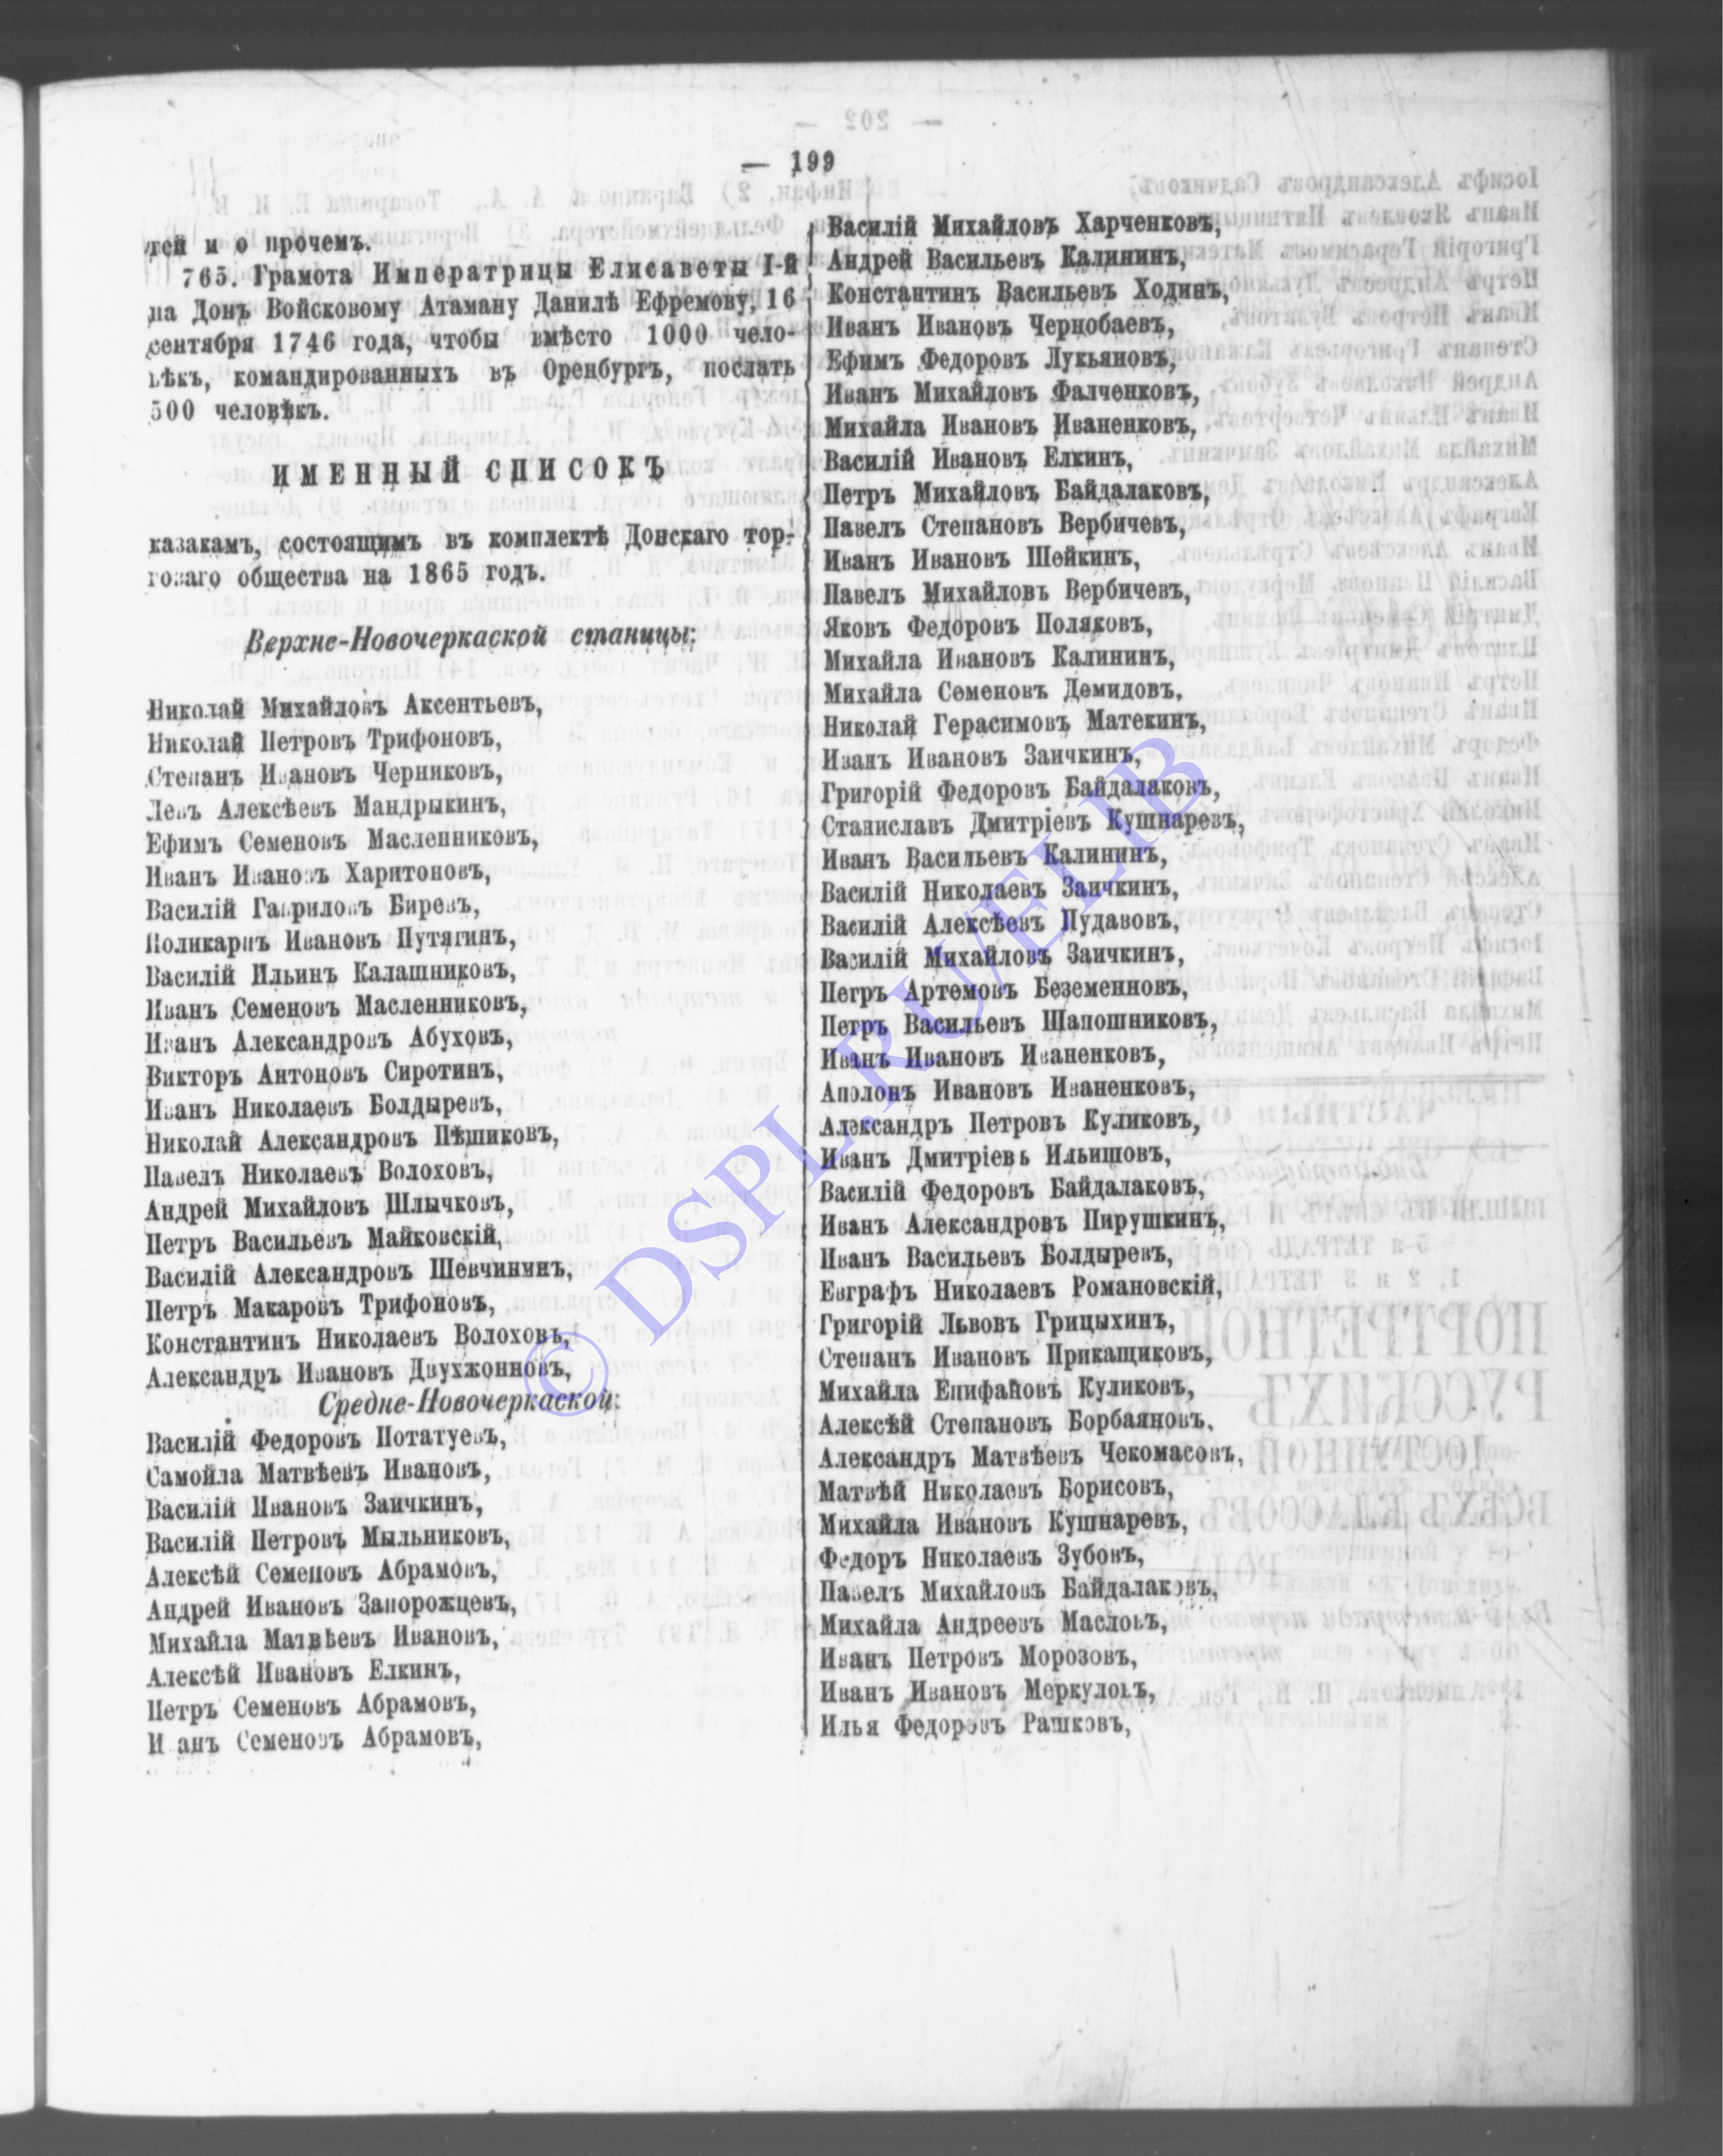 — 199
тей и о прочемъ.
765. Грамота Императрицы Елисаветы I-й
на Донъ Войсковому Атаману Данилѣ Ефремову, 16
сентября 1746 года, чтобы вмѣсто 1000 чело-
вѣкъ, командированныхъ въ Оренбургъ, послать
500 человѣкъ.
ИМЕННЫЙ СПИСОКЪ
казакамъ, состоящимъ въ комплектѣ Донскаго тор-
говаго общества на 1865 годъ.
Верхне-Новочеркаской станицы:
Николай Михайловъ Аксентьевъ,
Николай Петровъ Трифоновъ,
Степанъ Ивановъ Черниковъ,
Левъ Алексѣевъ Мандрыкинъ,
Ефимъ Семеновъ Масленниковъ,
Иванъ Ивановъ Харитоновъ,
Василій Гавриловъ Биревъ,
Поликарпъ Ивановъ Путягинъ,
Василій Ильинъ Калашниковъ,
Иванъ Семеновъ Масленниковъ,
Иванъ Александровъ Абуховъ,
Викторъ Антоновъ Сиротинъ,
Иванъ Николаевъ Болдыревъ,
Николай Александровъ Пѣшиковъ,
Павелъ Николаевъ Волоховъ,
Андрей Михайловъ Шлычковъ,
Петръ Васильевъ Майковскій,
Василій Александровъ Шевчининъ,
Петръ Макаровъ Трифоновъ,
Константинъ Николаевъ Волоховъ,
Александръ Ивановъ Двухжонновъ,
Средне-Новочеркаской:
Василій Федоровъ Потатуевъ,
Самойла Матвѣевъ Ивановъ,
Василій Ивановъ Заичкинъ,
Василій Петровъ Мыльниковъ,
Алексѣй Семеновъ Абрамовъ,
Андрей Ивановъ Запорожцевъ,
Михайла Матвѣевъ Ивановъ,
Алексѣй Ивановъ Елкинъ,
Петръ Семеновъ Абрамовъ,
И анъ Семеновъ Абрамовъ,
Василій Михайловъ Харченковъ,
Андрей Васильевъ Калининъ,
Константинъ Васильевъ Ходинъ,
Иванъ Ивановъ Чернобаевъ,
Ефимъ Федоровъ Лукьяновъ,
Иванъ Михайловъ Фалченковъ,
Михайла Ивановъ Иваненковъ,
Василій Ивановъ Елкинъ,
Петръ Михайловъ Байдалаковъ,
Павелъ Степановъ Вербичевъ,
Иванъ Ивановъ Шейкинъ,
Павелъ Михайловъ Вербичевъ,
Яковъ Федоровъ Поляковъ,
Михайла Ивановъ Калининъ,
Михайла Семеновъ Демидовъ,
Николай Герасимовъ Матекинъ,
Иванъ Ивановъ Заичкинъ,
Григорій Федоровъ Байдалаковъ,
Станиславъ Дмитріевъ Кушнаревъ,
Иванъ Васильевъ Калининъ,
Василій Николаевъ Заичкинъ,
Василій Алексѣевъ Пудавовъ,
Василій Михайловъ Заичкинъ,
Петръ Артемовъ Беземенновъ,
Петръ Васильевъ Шапошниковъ,
Иванъ Ивановъ Иваненковъ,
Аполонъ Ивановъ Иваненковъ,
Александръ Петровъ Куликовъ,
Иванъ Дмитріевъ Ильишовъ,
Василій Федоровъ Байдалаковъ,
Иванъ Александровъ Пирушкинъ,
Иванъ Васильевъ Болдыревъ,
Евграфъ Николаевъ Романовскій,
Григорій Львовъ Грицыхинъ,
Степанъ Ивановъ Прикащиковъ,
Михайла Епифановъ Куликовъ,
Алексѣй Степановъ Борбаяновъ,
Александръ Матвѣевъ Чекомасовъ,
Матвѣй Николаевъ Борисовъ,
Михайла Ивановъ Кушнаревъ,
Федоръ Николаевъ Зубовъ,
Павелъ Михайловъ Байдалаковъ,
Михайла Андреевъ Масловъ,
Иванъ Петровъ Морозовъ,
Иванъ Ивановъ Меркуловъ,
Илья Федоровъ Рашковъ,
© DSPL.RU/ELIB